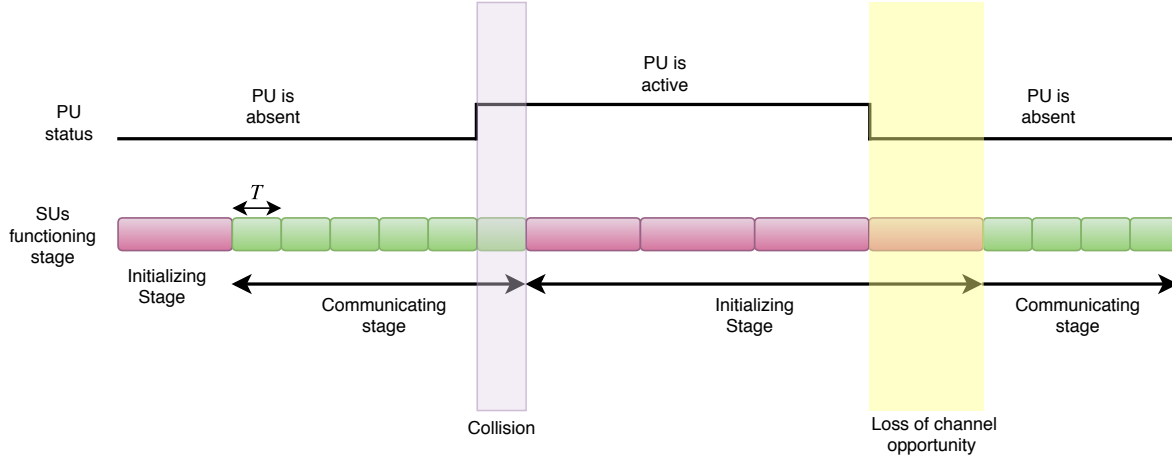 PU is
active
PU is
absent
PU is
absent
PU
status
T
SUs
functioning
stage
Initializing
Stage
Communicating
stage
Initializing
Stage
Communicating
stage
Collision
Loss of channel
opportunity